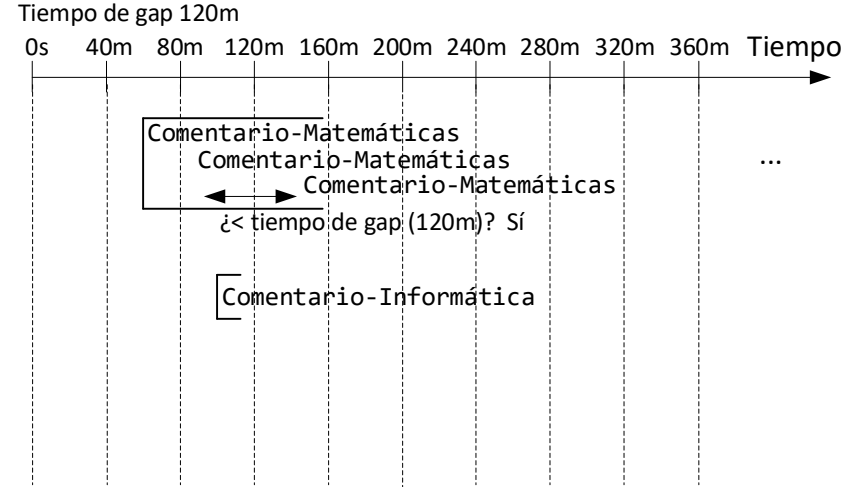 Tiempo de gap 120m
0s 40m 80m 120m 160m 200m 240m 280m 320m 360m Tiempo
Comentario-Matemáticas
Comentario-Matemáticas ...
Comentario-Matemáticas
¿< tiempo de gap (120m)? Sí
Comentario-Informática